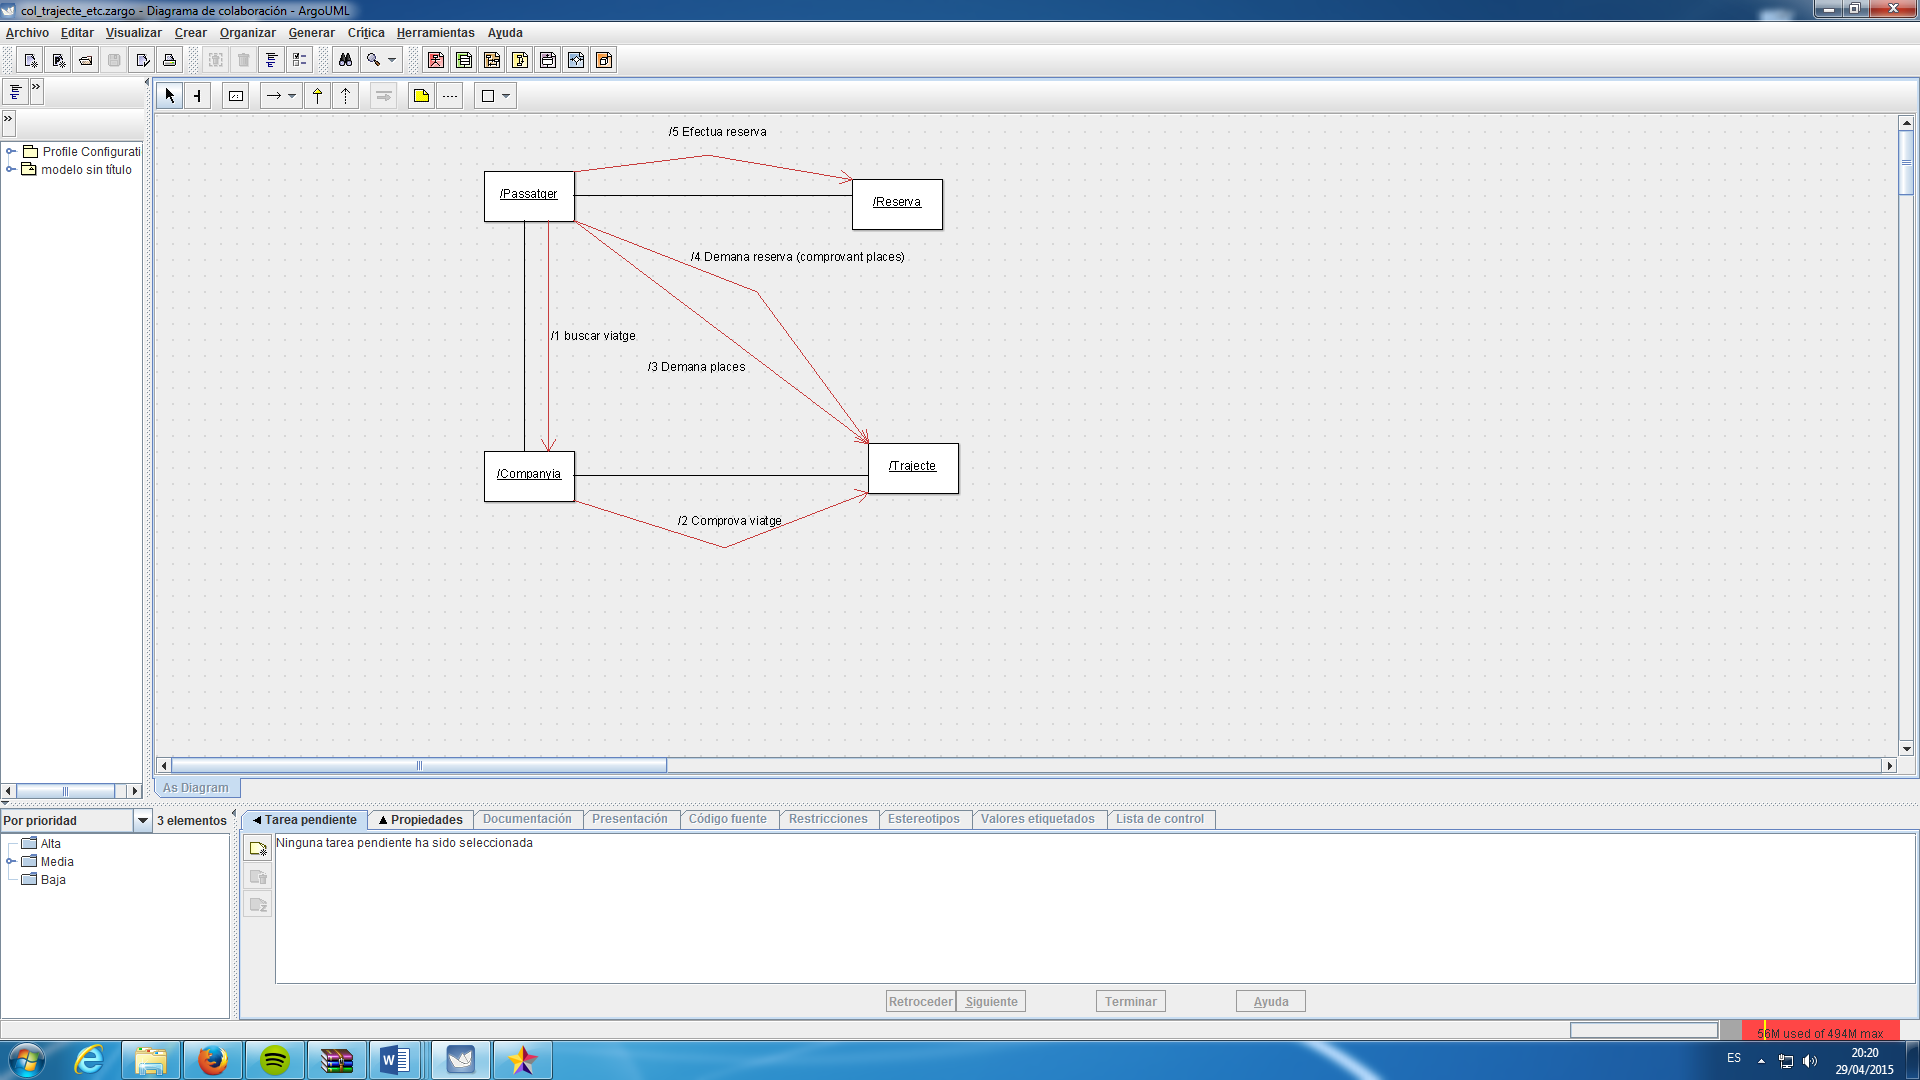 col_trajecte_etc.zargo - Diagrama de colaboración - ArgoUML
Archivo Editar Visualizar Crear Organizar Generar Crítica Herramientas Ayuda
Profile Configurati
modelo sin título
/5 Efectua reserva
/Passatger
/Reserva
/4 Demana reserva (comprovant places)
/1 buscar viatge
/3 Demana places
/Companyia
/Trajecte
/2 Comprova viatge
As Diagram
Por prioridad 3 elementos
Alta
Media
Baja
Tarea pendiente Propiedades Documentación Presentación Código fuente Restricciones Estereotipos Valores etiquetados Lista de control
Ninguna tarea pendiente ha sido seleccionada
Retroceder Siguiente Terminar Ayuda
56M used of 494M max
ES
20:20
29/04/2015